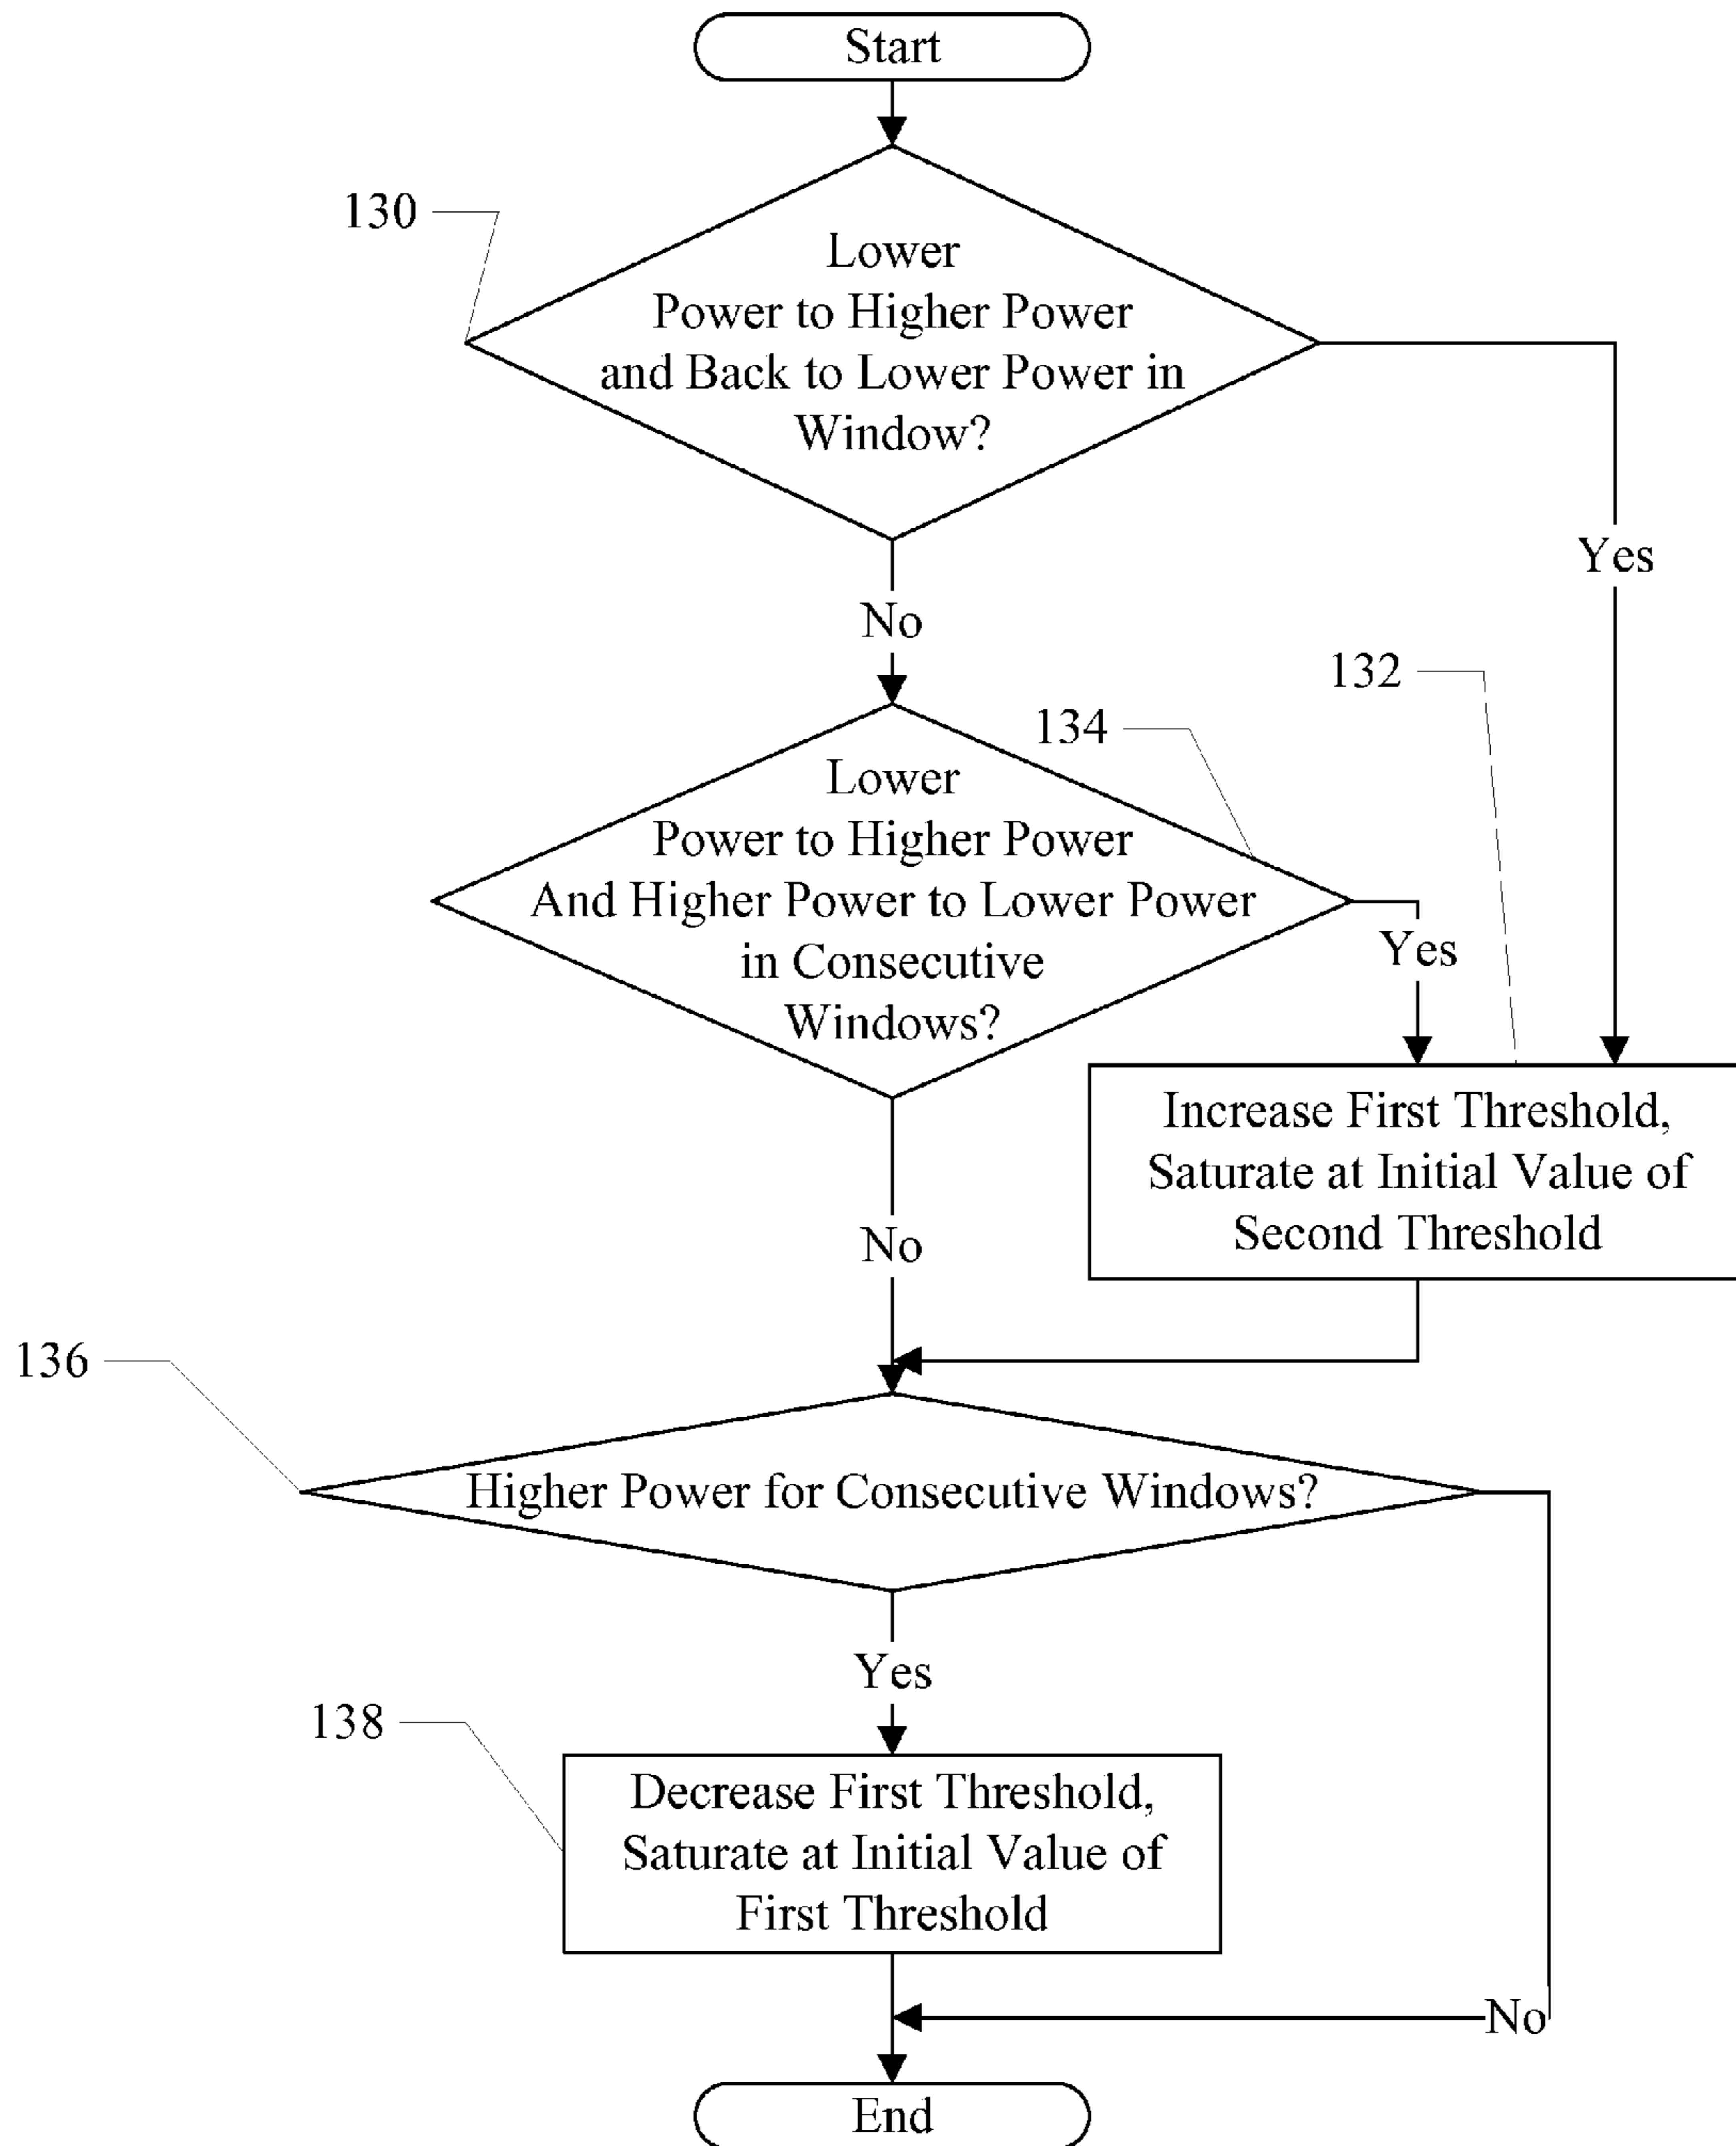 Start
130
Lower
Power to Higher Power
and Back to Lower Power in
Window?
Yes
No
132
134
Lower
Power to Higher Power
And Higher Power to Lower Power
in Consecutive
Windows?
Yes
Increase First Threshold,
Saturate at Initial Value of
Second Threshold
No
136
Higher Power for Consecutive Windows?
Yes
138
Decrease First Threshold,
Saturate at Initial Value of
First Threshold
No
End